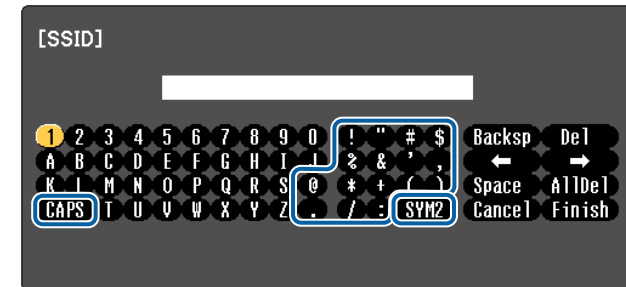 [SSID]
1 2 3 4 5 6 7 8 9 0 ! " # $ Backsp Del
A B C D E F G H I J % & ' , ← →
K L M N O P Q R S @ * + ( ) Space AllDel
CAPS T U V W X Y Z . / : SYM2 Cancel Finish